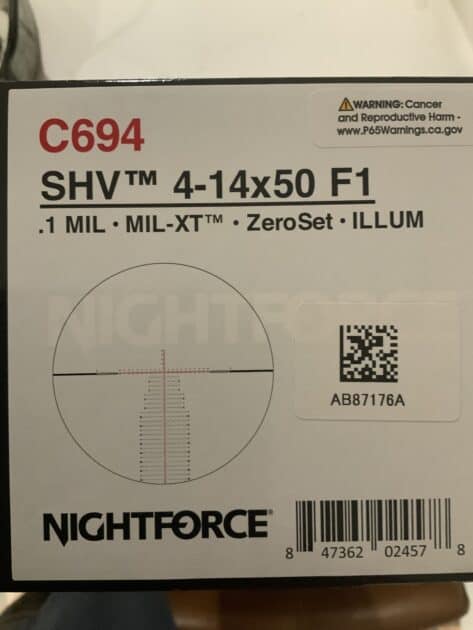 ⚠WARNING: Cancer
and Reproductive Harm -
www.P65Warnings.ca.gov
C694
SHV™ 4-14x50 F1
.1 MIL • MIL-XT™ • ZeroSet • ILLUM
NIGHTFORCE
AB87176A
NIGHTFORCE®
8 47362 02457 8